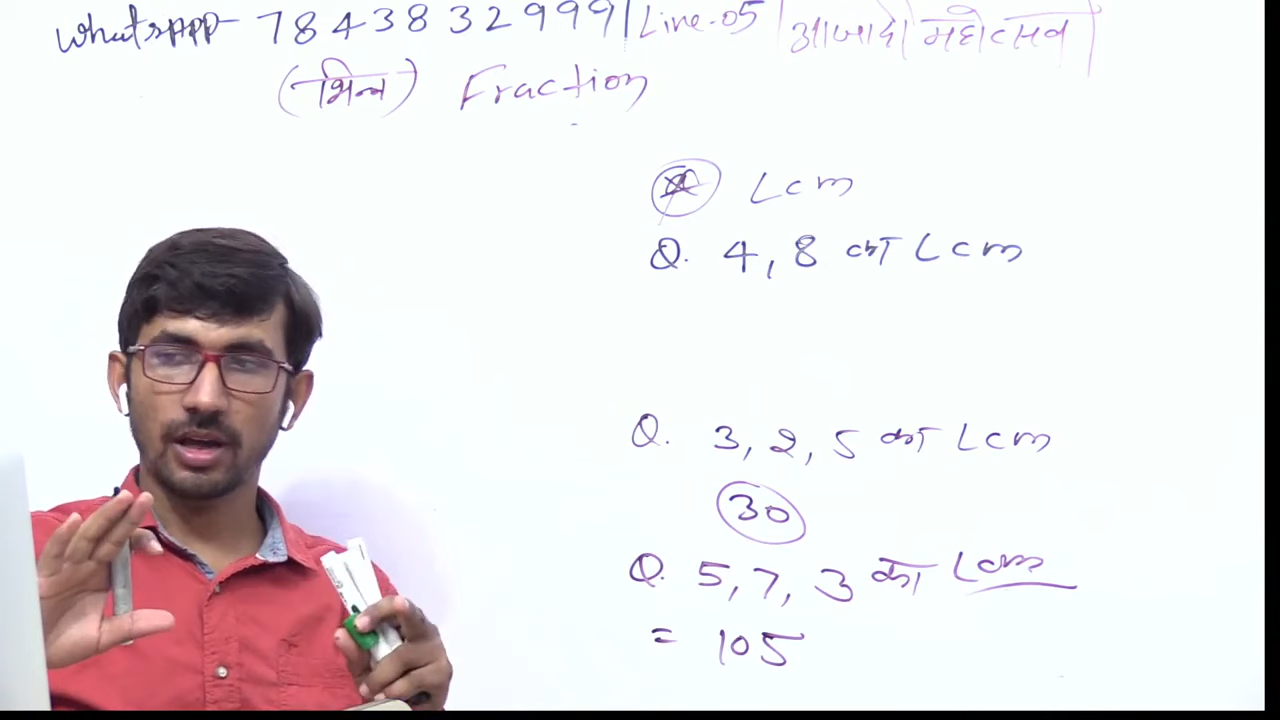 Whatsppp - 7843832999 | Line-05 | आजादी महोत्सव
(भिन्न) Fraction
Lcm
Q. 4, 8 का Lcm
Q. 3, 2, 5 का Lcm
30
Q. 5, 7, 3 का Lcm
= 105